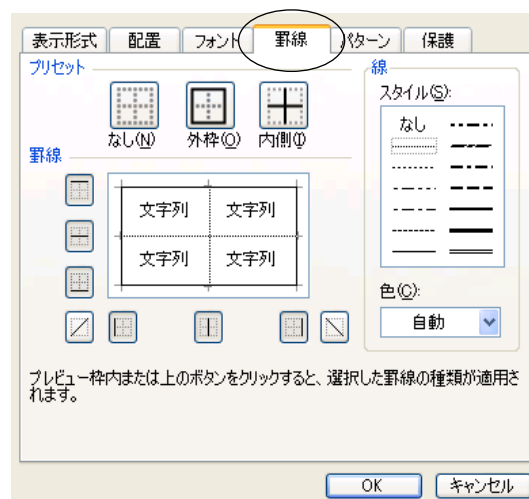 表示形式 配置 フォント 罫線 パターン 保護
プリセット
なし(N) 外枠(O) 内側(I)
罫線
文字列 文字列
文字列 文字列
線
スタイル(S):
なし
色(C):
自動
プレビュー枠内または上のボタンをクリックすると、選択した罫線の種類が適用さ
れます。
OK キャンセル